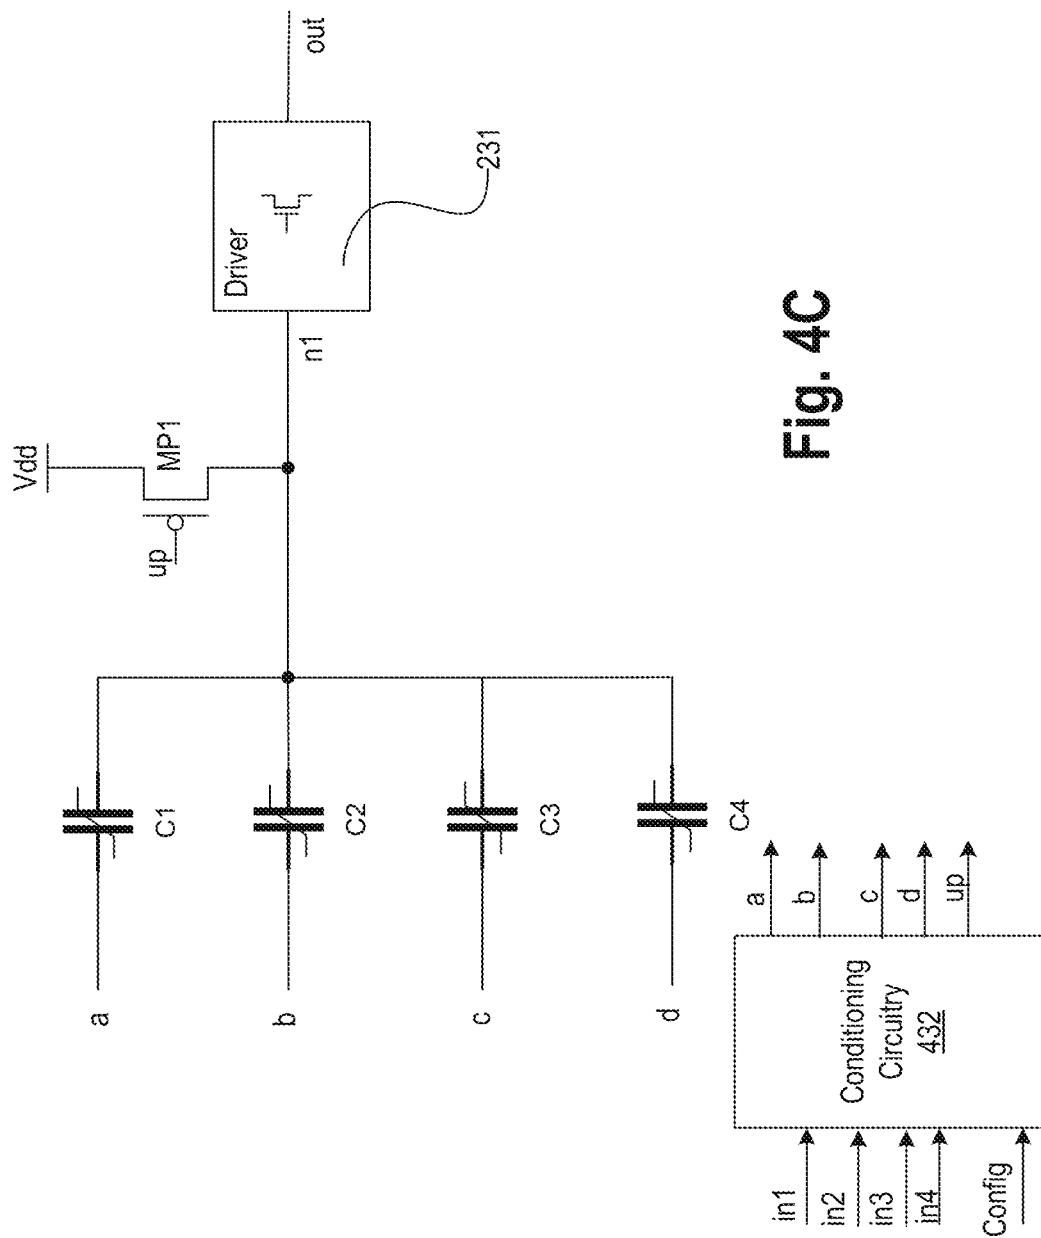 Vdd
up
MP1
Driver
n1
out
231
a
C1
b
C2
c
C3
d
C4
in1
in2
in3
in4
Config
Conditioning
Circuitry
432
a
b
c
d
up
Fig. 4C